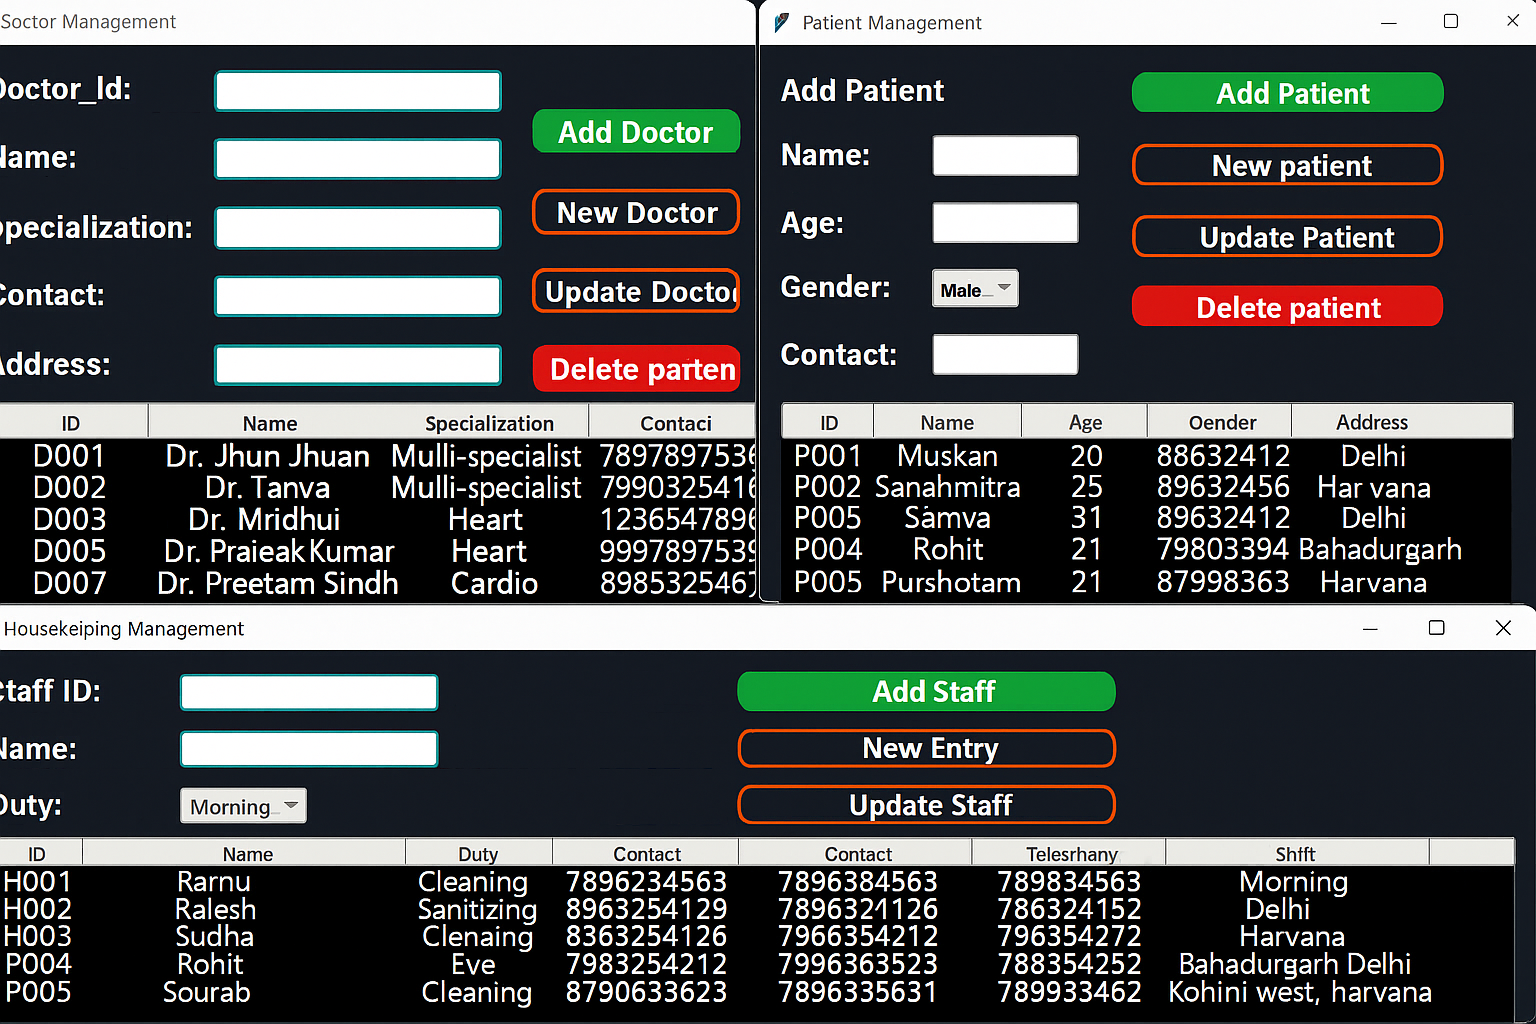 Soctor Management
Doctor_Id:
Name:
Specialization:
Contact:
Address:
Add Doctor
New Doctor
Update Doctor
Delete parten
ID Name Specialization Contaci
D001 Dr. Jhun Jhuan Mulli-specialist 7897897536
D002 Dr. Tanva Mulli-specialist 7990325416
D003 Dr. Mridhui Heart 1236547896
D005 Dr. Praieak Kumar Heart 9997897539
D007 Dr. Preetam Sindh Cardio 898532546
Patient Management
Add Patient
Name:
Age:
Gender: Male
Contact:
Add Patient
New patient
Update Patient
Delete patient
ID Name Age Oender Address
P001 Muskan 20 88632412 Delhi
P002 Sanahmitra 25 89632456 Har vana
P005 Samva 31 89632412 Delhi
P004 Rohit 21 79803394 Bahadurgarh
P005 Purshotam 21 87998363 Harvana
Housekeiping Management
Staff ID:
Name:
Duty: Morning
Add Staff
New Entry
Update Staff
ID Name Duty Contact Contact Telesrhany Shift
H001 Rarnu Cleaning 7896234563 7896384563 789834563 Morning
H002 Ralesh Sanitizing 8963254129 7896321126 786324152 Delhi
H003 Sudha Clenaing 8363254126 7966354212 796354272 Harvana
P004 Rohit Eve 7983254212 7996363523 788354252 Bahadurgarh Delhi
P005 Sourab Cleaning 8790633623 7896335631 789933462 Kohini west, harvana